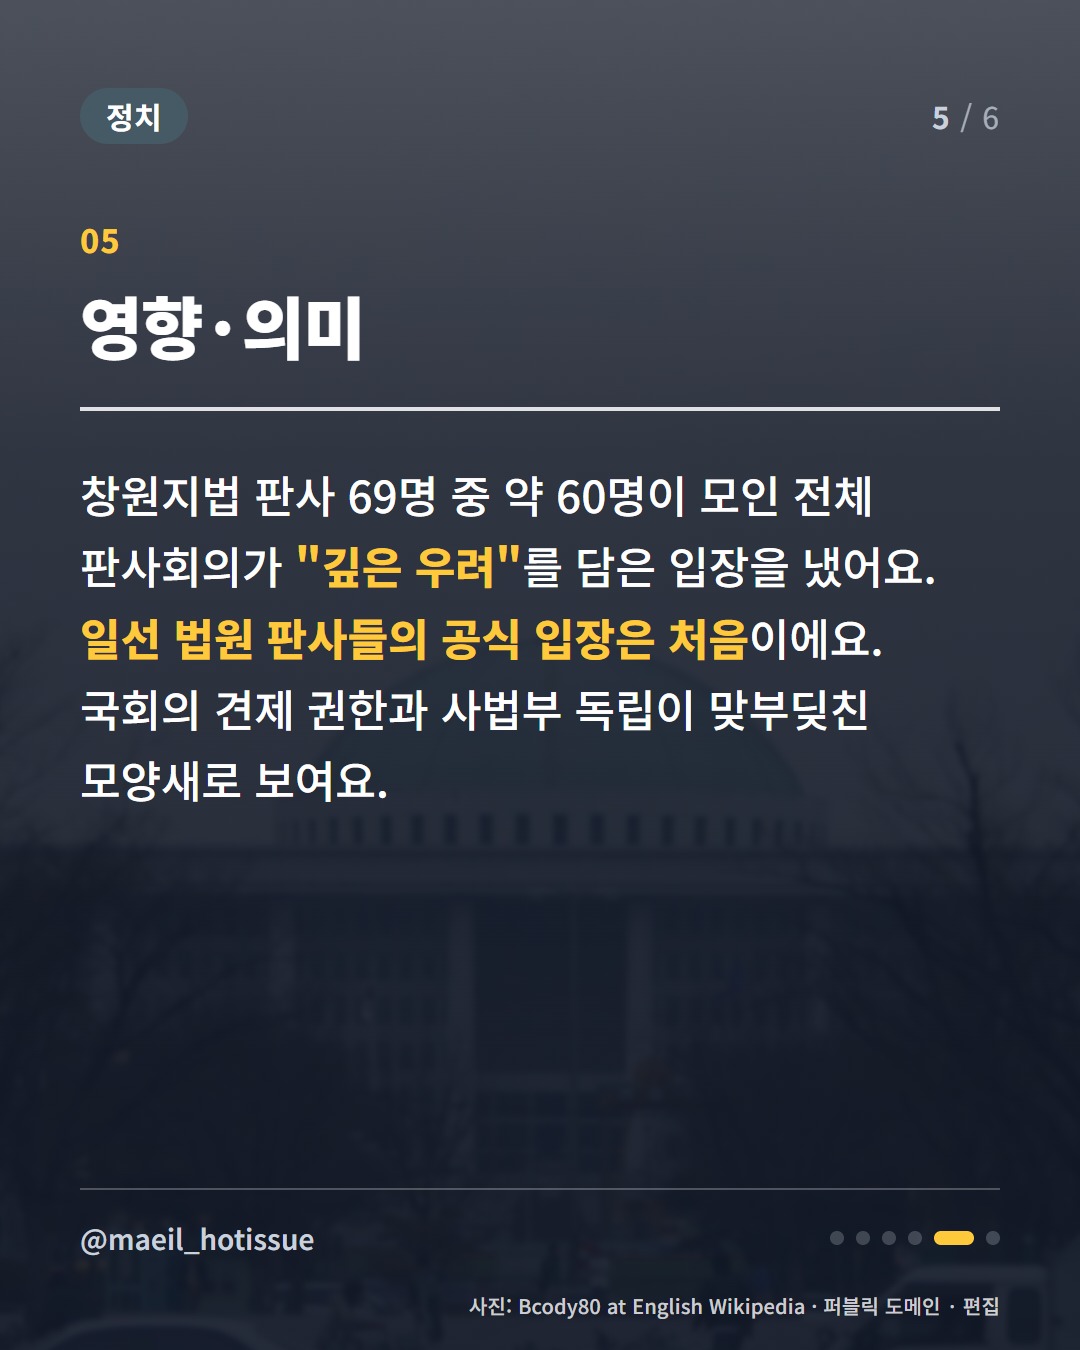 정치
5 / 6
05
영향·의미
창원지법 판사 69명 중 약 60명이 모인 전체
판사회의가 "깊은 우려"를 담은 입장을 냈어요.
일선 법원 판사들의 공식 입장은 처음이에요.
국회의 견제 권한과 사법부 독립이 맞부딪친
모양새로 보여요.
@maeil_hotissue
사진: Bcody80 at English Wikipedia · 퍼블릭 도메인 · 편집